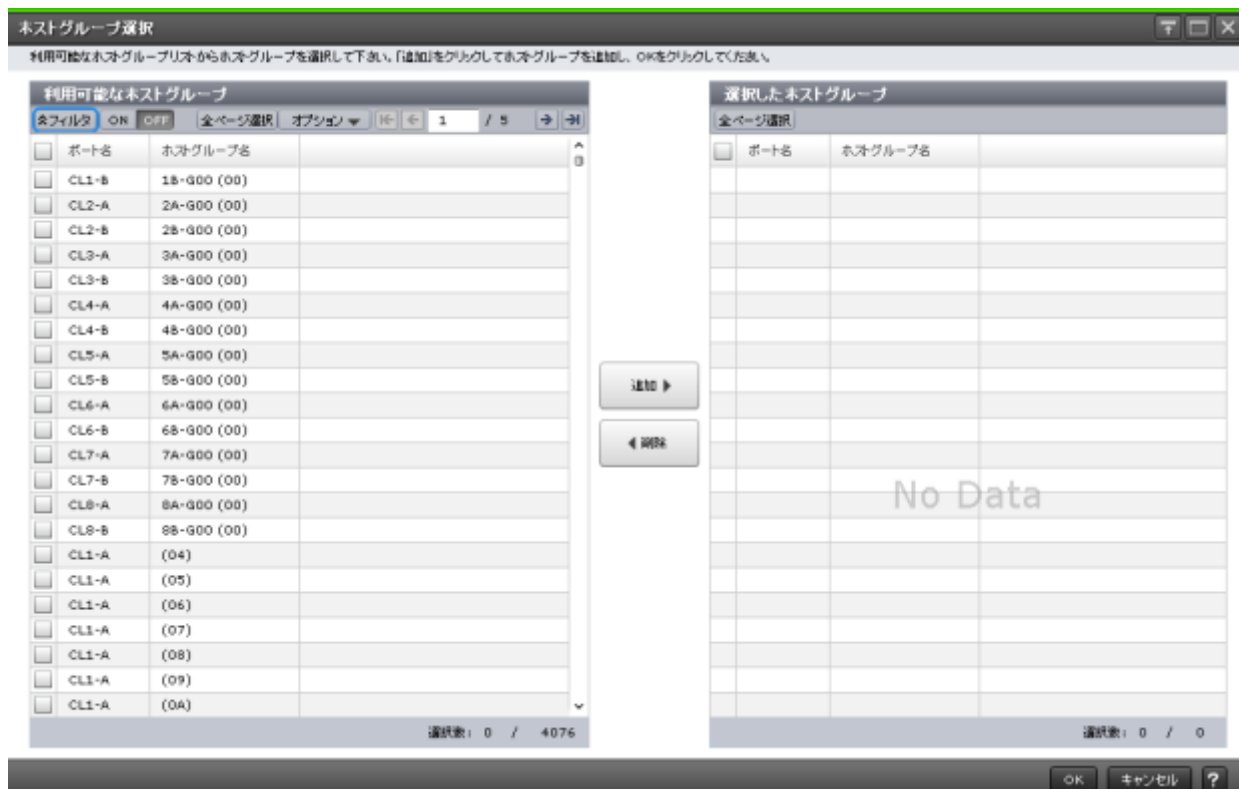 ホストグループ選択
利用可能なホストグループリストからホストグループを選択して下さい。「追加」をクリックしてホストグループを追加し、OKをクリックしてください。
利用可能なホストグループ
選択したホストグループ
フィルタ ON OFF 全ページ選択 オプション 1 / 5
全ページ選択
ポート名 ホストグループ名
ポート名 ホストグループ名
CL1-B 1B-G00 (00)
CL2-A 2A-G00 (00)
CL2-B 2B-G00 (00)
CL3-A 3A-G00 (00)
CL3-B 3B-G00 (00)
CL4-A 4A-G00 (00)
CL4-B 4B-G00 (00)
CL5-A 5A-G00 (00)
CL5-B 5B-G00 (00)
CL6-A 6A-G00 (00)
CL6-B 6B-G00 (00)
CL7-A 7A-G00 (00)
CL7-B 7B-G00 (00)
CL8-A 8A-G00 (00)
CL8-B 8B-G00 (00)
CL1-A (04)
CL1-A (05)
CL1-A (06)
CL1-A (07)
CL1-A (08)
CL1-A (09)
CL1-A (0A)
追加
削除
No Data
選択数: 0 / 4076
選択数: 0 / 0
OK キャンセル ?